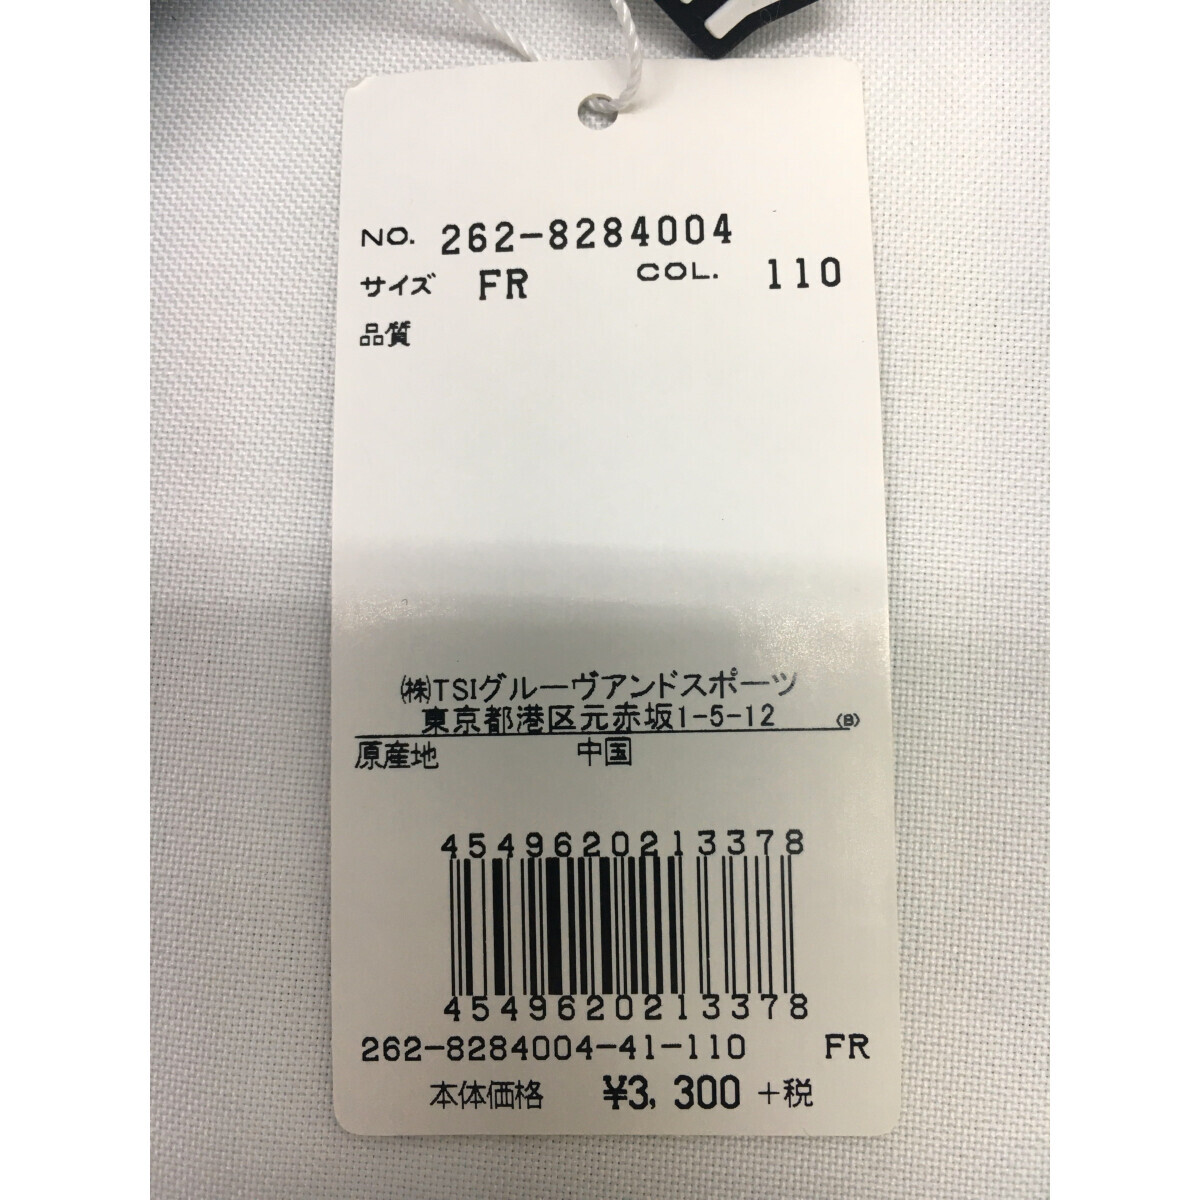 NO. 262-8284004
サイズ FR COL. 110
品質
㈱TSIグルーヴアンドスポーツ
東京都港区元赤坂1-5-12 〈B〉
原産地 中国
4549620213378
4549620213378
262-8284004-41-110 FR
本体価格 ¥3,300 +税